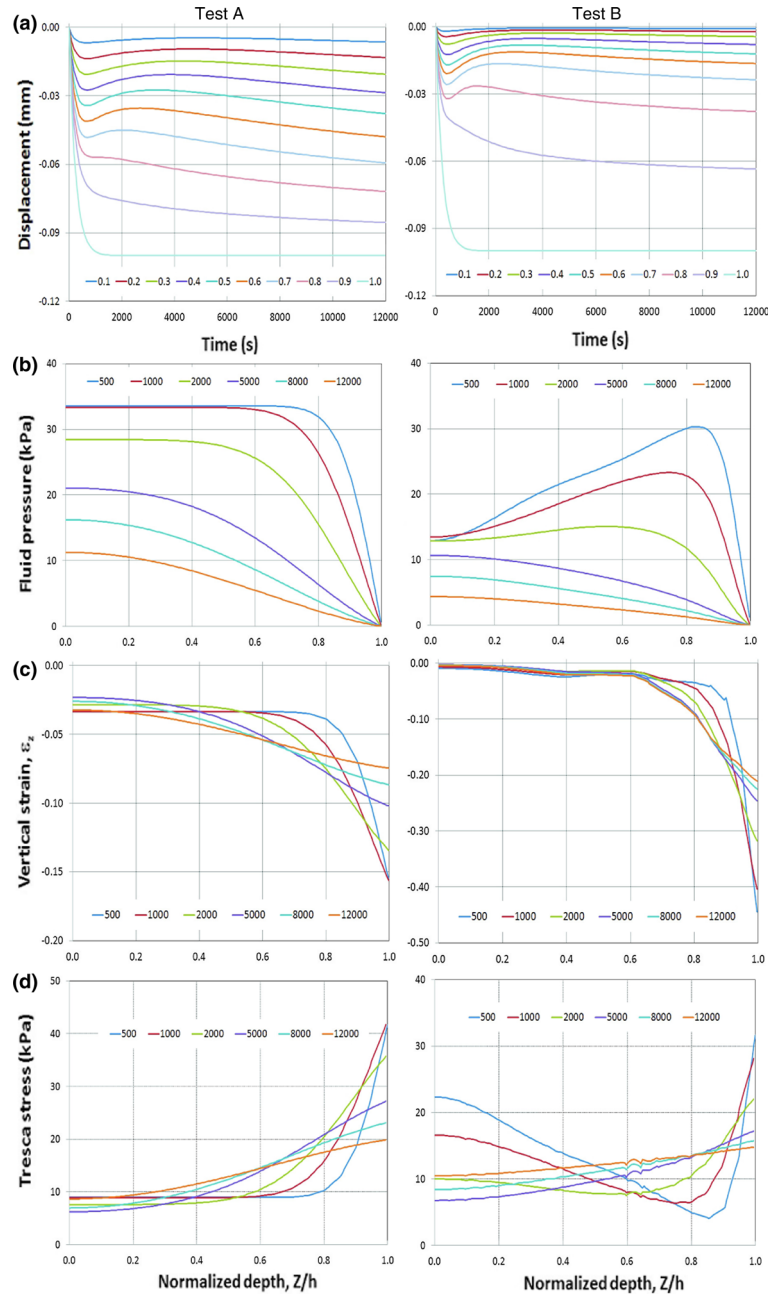 Test A
Test B
(a)
Displacement (mm)
0.00
-0.03
-0.06
-0.09
-0.12
0.1 0.2 0.3 0.4 0.5 0.6 0.7 0.8 0.9 1.0
0 2000 4000 6000 8000 10000 12000
Time (s)
0.00
-0.03
-0.06
-0.09
-0.12
0.1 0.2 0.3 0.4 0.5 0.6 0.7 0.8 0.9 1.0
0 2000 4000 6000 8000 10000 12000
Time (s)
(b)
Fluid pressure (kPa)
40
30
20
10
0
500 1000 2000 5000 8000 12000
0.0 0.2 0.4 0.6 0.8 1.0
40
30
20
10
0
500 1000 2000 5000 8000 12000
0.0 0.2 0.4 0.6 0.8 1.0
(c)
Vertical strain, εz
0.00
-0.05
-0.10
-0.15
-0.20
500 1000 2000 5000 8000 12000
0.0 0.2 0.4 0.6 0.8 1.0
0.00
-0.10
-0.20
-0.30
-0.40
-0.50
500 1000 2000 5000 8000 12000
0.0 0.2 0.4 0.6 0.8 1.0
(d)
Tresca stress (kPa)
50
40
30
20
10
0
500 1000 2000 5000 8000 12000
0.0 0.2 0.4 0.6 0.8 1.0
Normalized depth, Z/h
40
30
20
10
0
500 1000 2000 5000 8000 12000
0.0 0.2 0.4 0.6 0.8 1.0
Normalized depth, Z/h